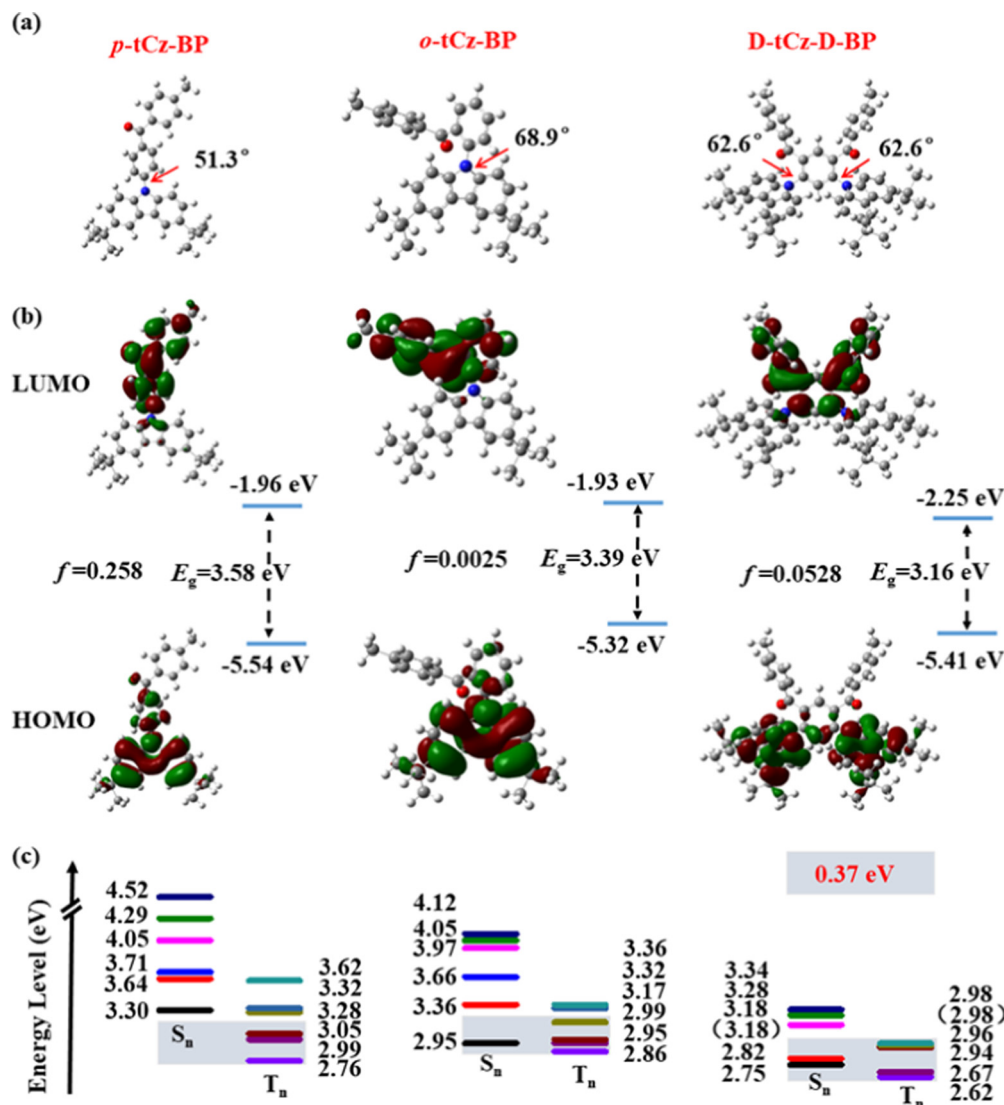 (a)
p-tCz-BP
o-tCz-BP
D-tCz-D-BP
51.3°
68.9°
62.6°
62.6°
(b)
LUMO
-1.96 eV
-1.93 eV
-2.25 eV
f=0.258
Eg=3.58 eV
f=0.0025
Eg=3.39 eV
f=0.0528
Eg=3.16 eV
-5.54 eV
-5.32 eV
-5.41 eV
HOMO
(c)
Energy Level (eV)
4.52
4.29
4.05
3.71
3.64
3.30
Sn
3.62
3.32
3.28
3.05
2.99
2.76
Tn
4.12
4.05
3.97
3.66
3.36
2.95
Sn
3.36
3.32
3.17
2.99
2.95
2.86
Tn
0.37 eV
3.34
3.28
3.18
(3.18)
2.82
2.75
Sn
2.98
(2.98)
2.96
2.94
2.67
2.62
Tn